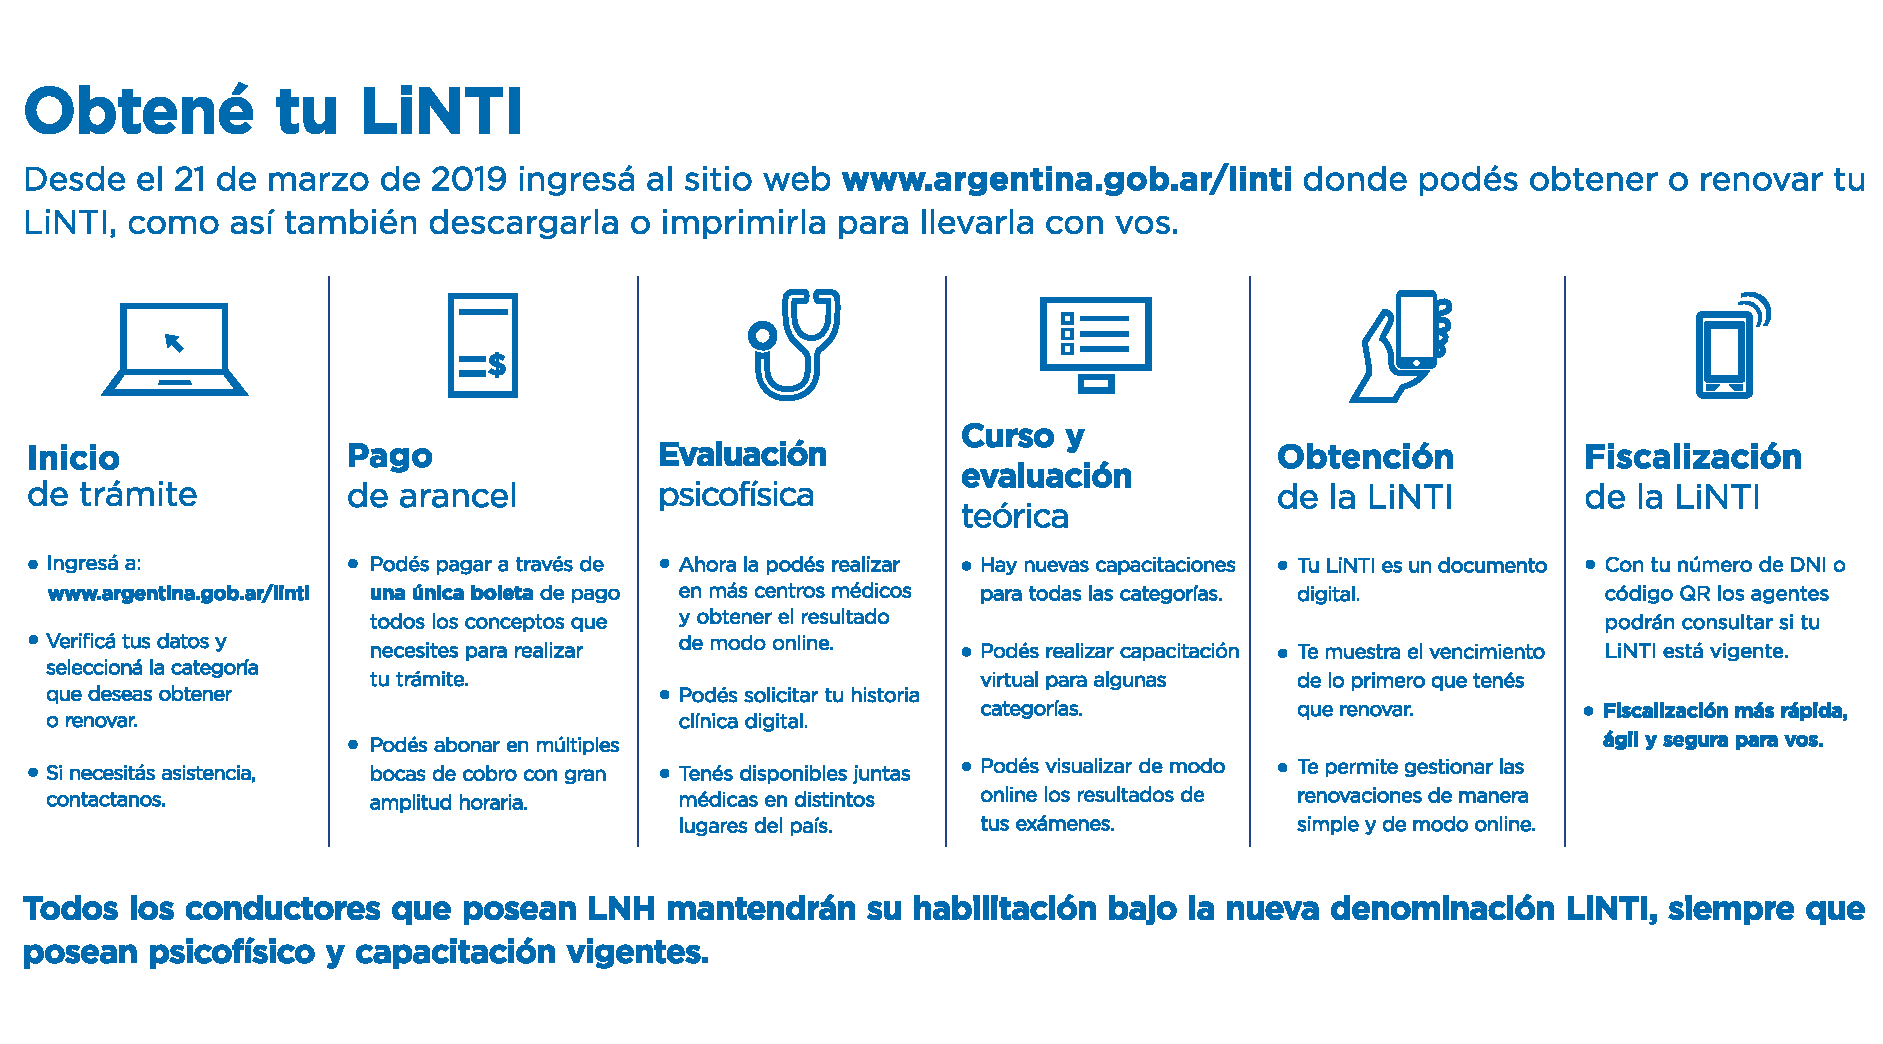 Obtené tu LiNTI
Desde el 21 de marzo de 2019 ingresá al sitio web www.argentina.gob.ar/linti donde podés obtener o renovar tu
LiNTI, como así también descargarla o imprimirla para llevarla con vos.
$
Inicio
de trámite
• Ingresá a:
www.argentina.gob.ar/linti
• Verificá tus datos y
seleccioná la categoría
que deseas obtener
o renovar.
• Si necesitás asistencia,
contactanos.
Pago
de arancel
• Podés pagar a través de
una única boleta de pago
todos los conceptos que
necesites para realizar
tu trámite.
• Podés abonar en múltiples
bocas de cobro con gran
amplitud horaria.
Evaluación
psicofísica
• Ahora la podés realizar
en más centros médicos
y obtener el resultado
de modo online.
• Podés solicitar tu historia
clínica digital.
• Tenés disponibles juntas
médicas en distintos
lugares del país.
Curso y
evaluación
teórica
• Hay nuevas capacitaciones
para todas las categorías.
• Podés realizar capacitación
virtual para algunas
categorías.
• Podés visualizar de modo
online los resultados de
tus exámenes.
Obtención
de la LiNTI
• Tu LiNTI es un documento
digital.
• Te muestra el vencimiento
de lo primero que tenés
que renovar.
• Te permite gestionar las
renovaciones de manera
simple y de modo online.
Fiscalización
de la LiNTI
• Con tu número de DNI o
código QR los agentes
podrán consultar si tu
LiNTI está vigente.
• Fiscalización más rápida,
ágil y segura para vos.
Todos los conductores que posean LNH mantendrán su habilitación bajo la nueva denominación LiNTI, siempre que
posean psicofísico y capacitación vigentes.